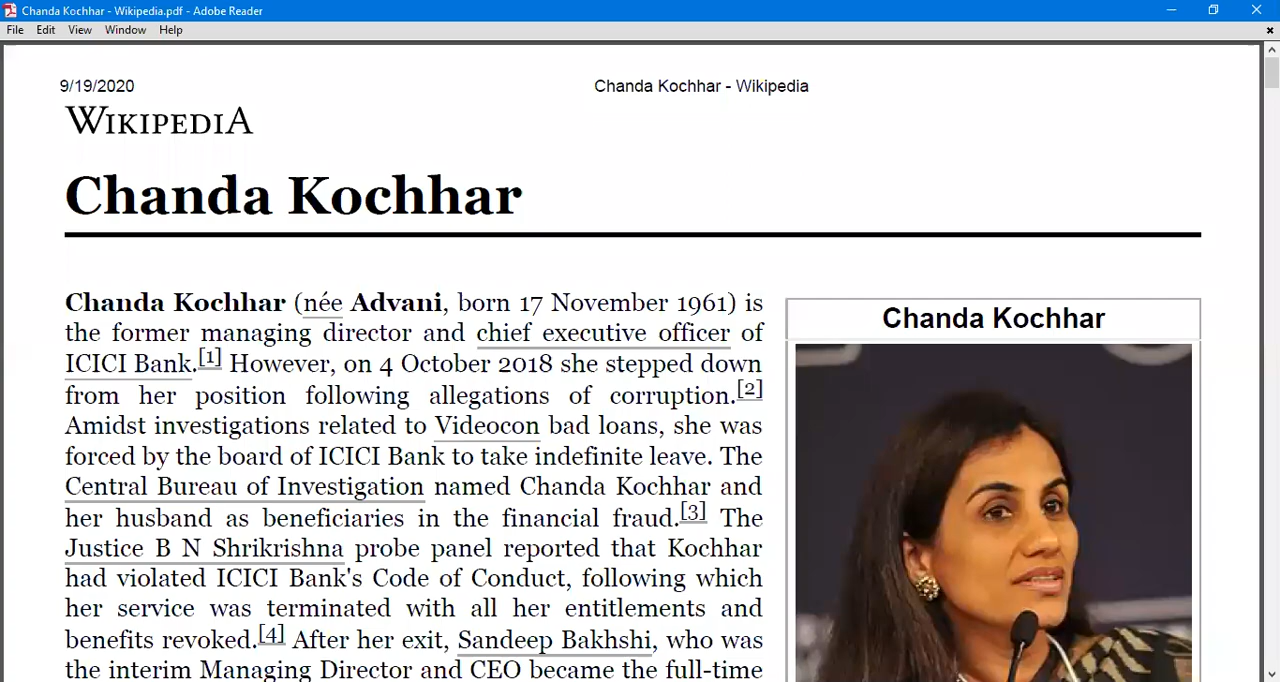 Chanda Kochhar - Wikipedia.pdf - Adobe Reader
File Edit View Window Help
9/19/2020 Chanda Kochhar - Wikipedia
WIKIPEDIA
Chanda Kochhar
Chanda Kochhar (née Advani, born 17 November 1961) is
the former managing director and chief executive officer of
ICICI Bank.[1] However, on 4 October 2018 she stepped down
from her position following allegations of corruption.[2]
Amidst investigations related to Videocon bad loans, she was
forced by the board of ICICI Bank to take indefinite leave. The
Central Bureau of Investigation named Chanda Kochhar and
her husband as beneficiaries in the financial fraud.[3] The
Justice B N Shrikrishna probe panel reported that Kochhar
had violated ICICI Bank's Code of Conduct, following which
her service was terminated with all her entitlements and
benefits revoked.[4] After her exit, Sandeep Bakhshi, who was
the interim Managing Director and CEO became the full-time
Chanda Kochhar